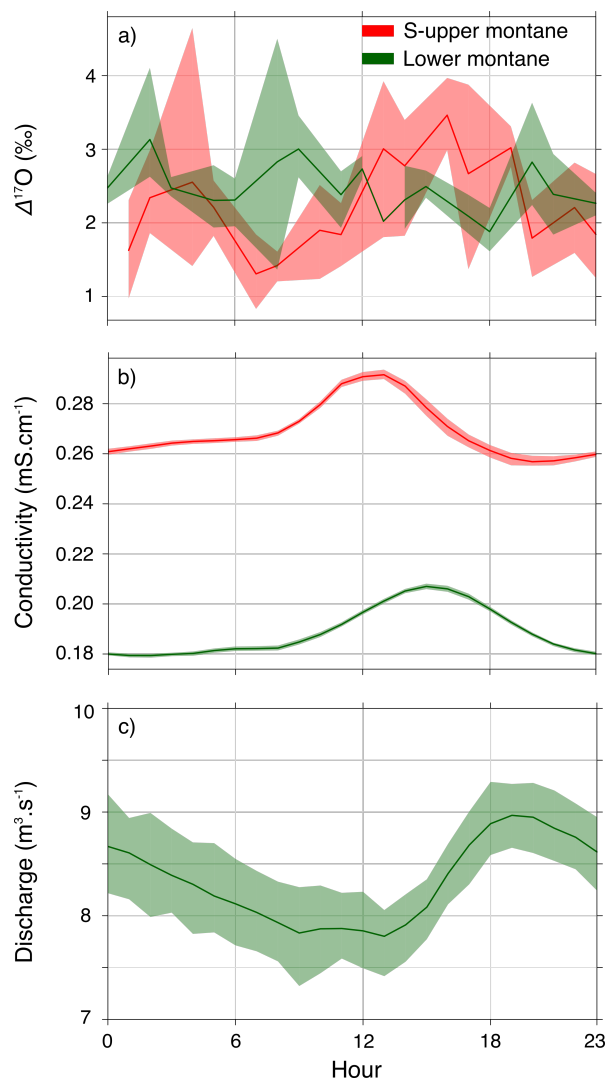 a)
S-upper montane
Lower montane
4
3
2
1
Δ¹⁷O (‰)
b)
0.28
0.26
0.24
0.22
0.20
0.18
Conductivity (mS.cm⁻¹)
c)
10
9
8
7
Discharge (m³.s⁻¹)
0 6 12 18 23
Hour